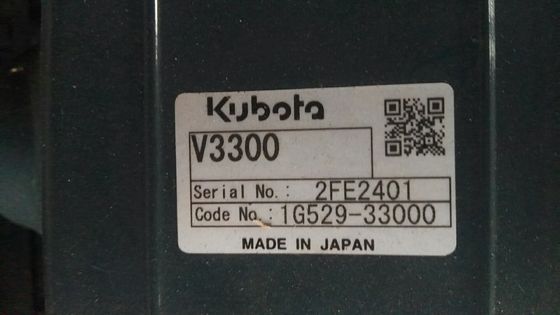 Kubota
V3300
Serial No.: 2FE2401
Code No.: 1G529-33000
MADE IN JAPAN